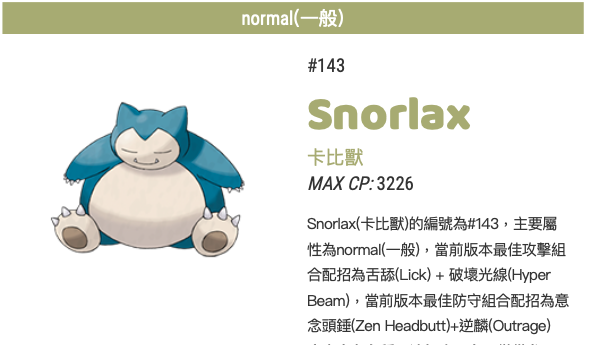 normal(一般)
#143
Snorlax
卡比獸
MAX CP: 3226
Snorlax(卡比獸)的編號為#143，主要屬
性為normal(一般)，當前版本最佳攻擊組
合配招為舌舔(Lick) + 破壞光線(Hyper
Beam)，當前版本最佳防守組合配招為意
念頭錘(Zen Headbutt)+逆麟(Outrage)